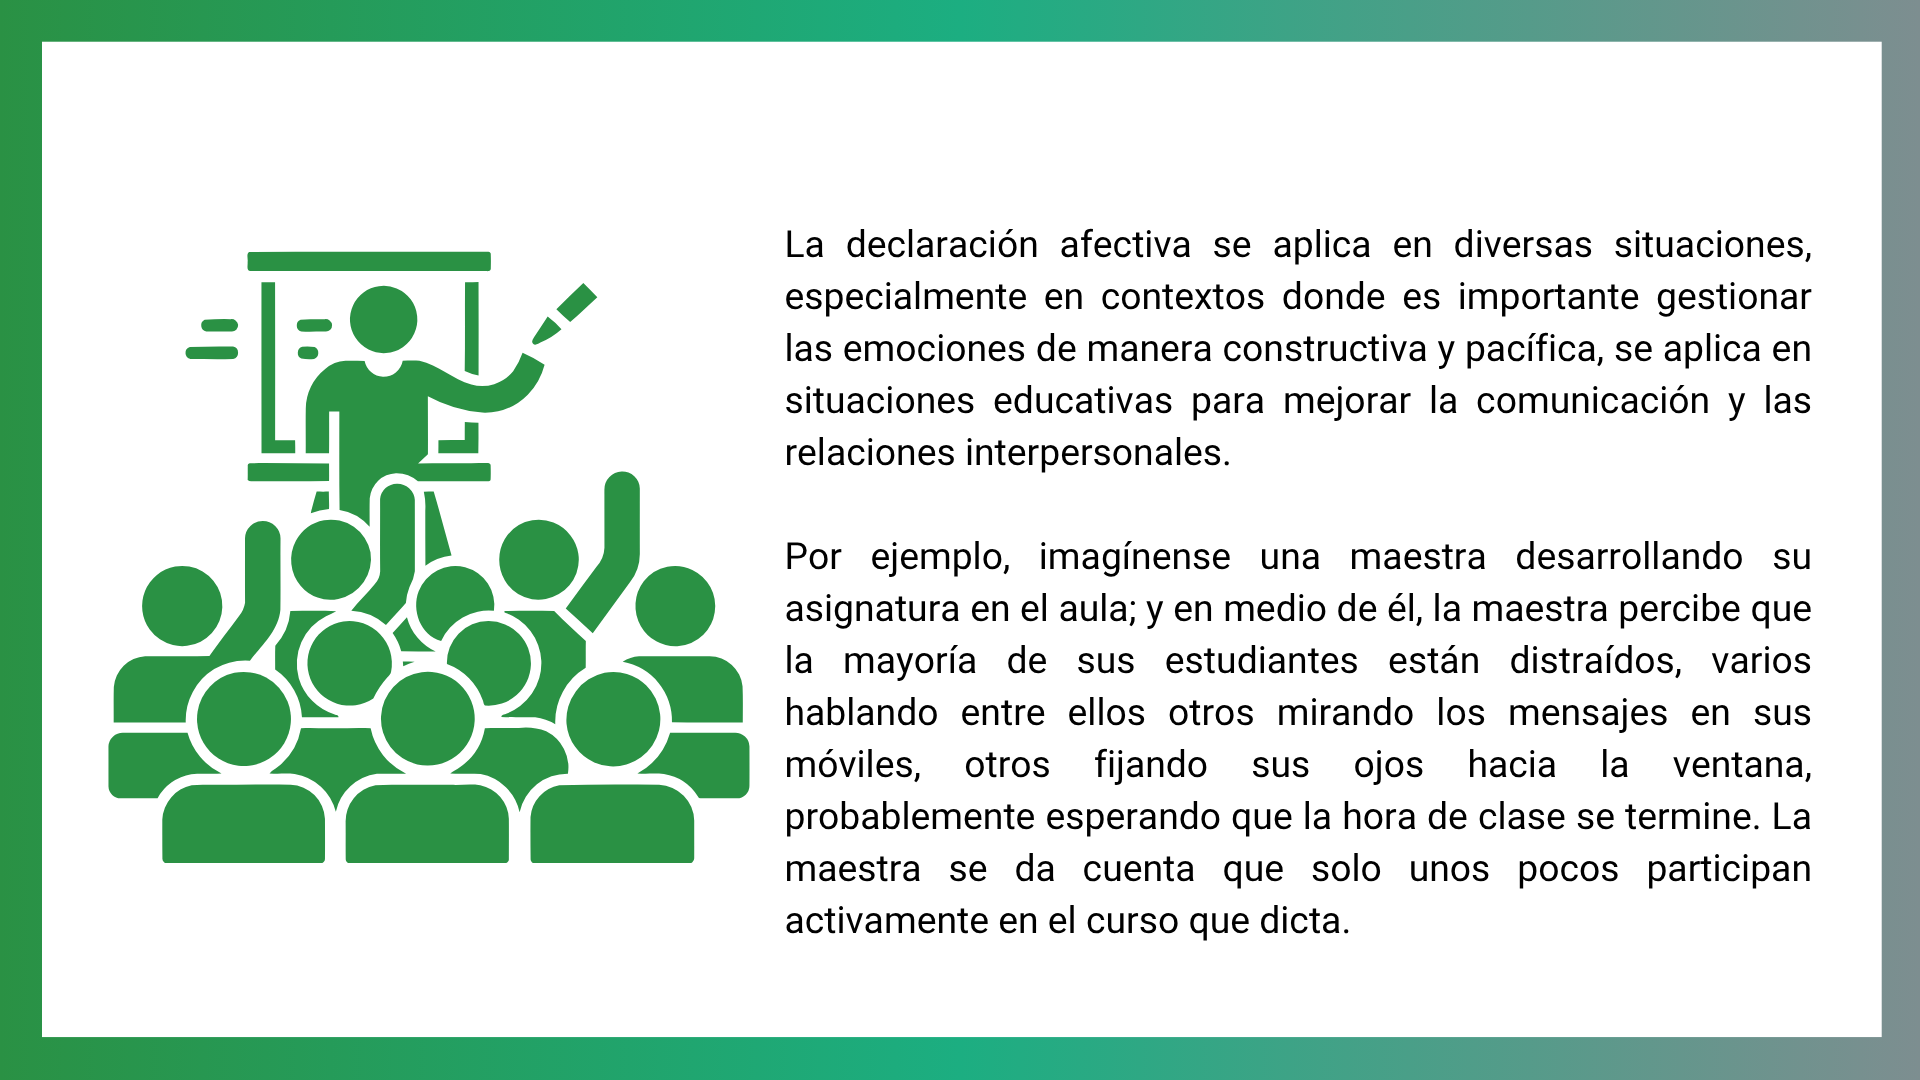 La declaración afectiva se aplica en diversas situaciones,
especialmente en contextos donde es importante gestionar
las emociones de manera constructiva y pacífica, se aplica en
situaciones educativas para mejorar la comunicación y las
relaciones interpersonales.
Por ejemplo, imagínense una maestra desarrollando su
asignatura en el aula; y en medio de él, la maestra percibe que
la mayoría de sus estudiantes están distraídos, varios
hablando entre ellos otros mirando los mensajes en sus
móviles, otros fijando sus ojos hacia la ventana,
probablemente esperando que la hora de clase se termine. La
maestra se da cuenta que solo unos pocos participan
activamente en el curso que dicta.